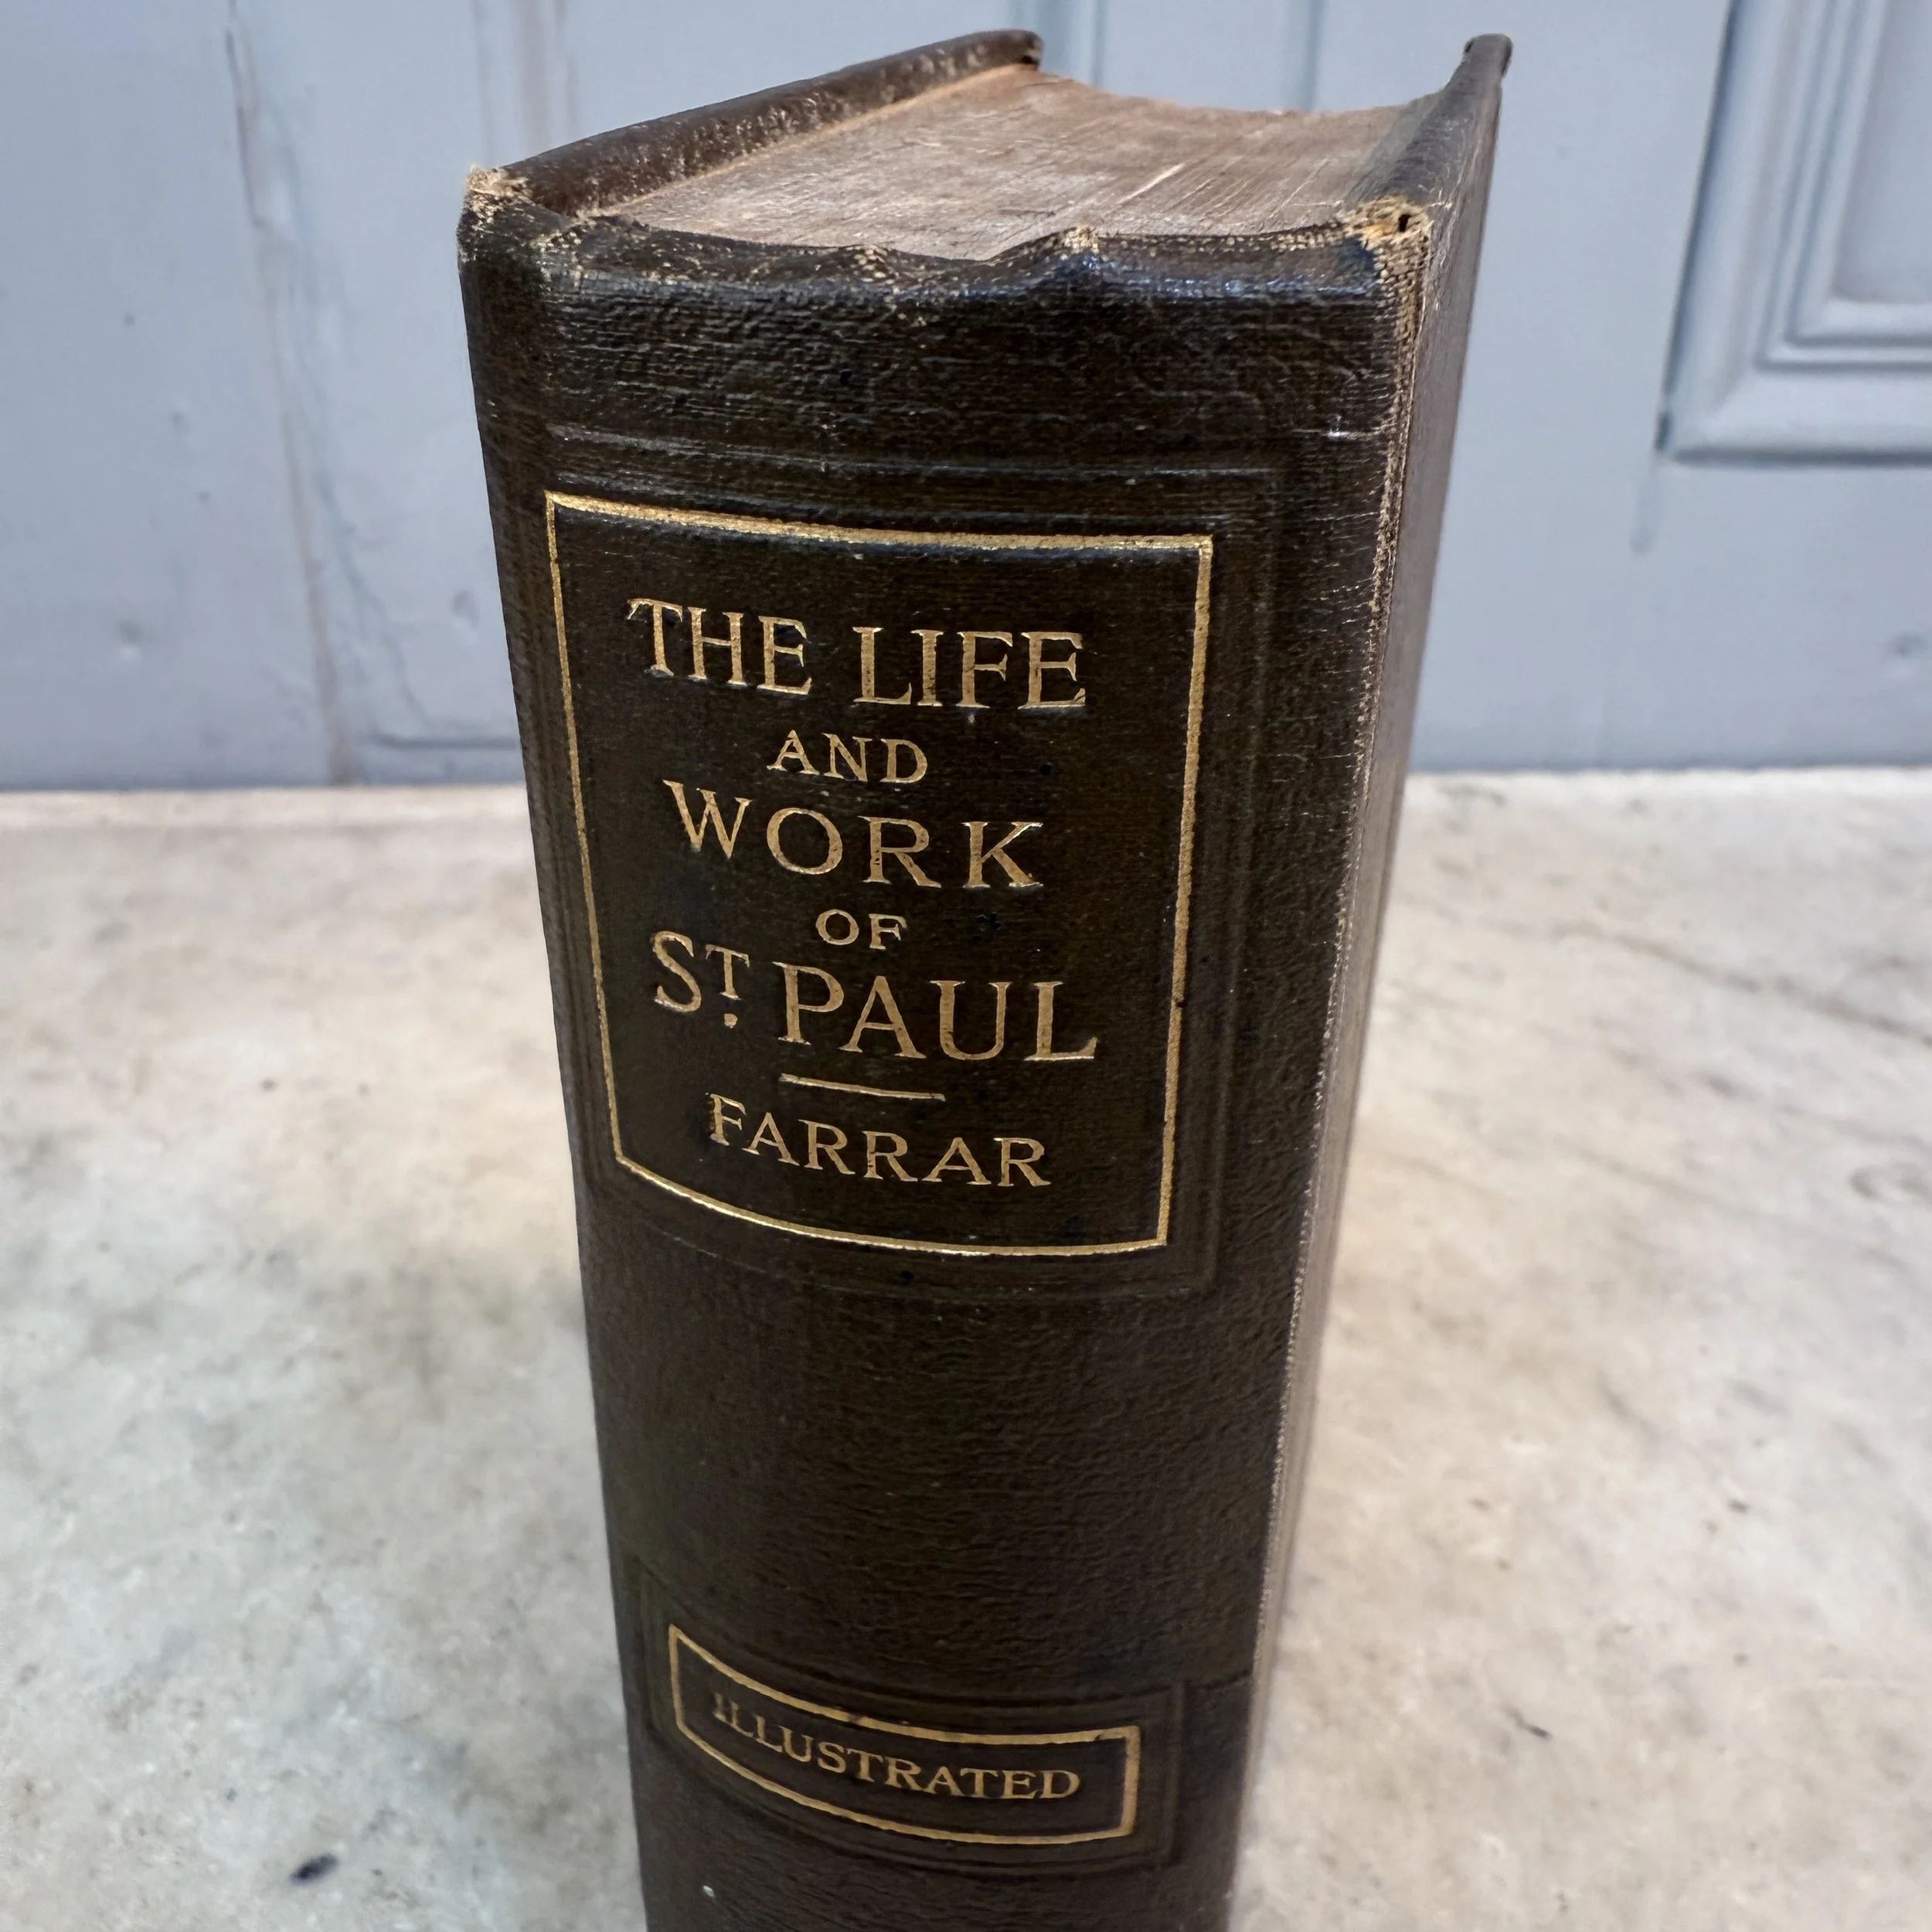 THE LIFE
AND
WORK
OF
ST. PAUL
FARRAR
ILLUSTRATED